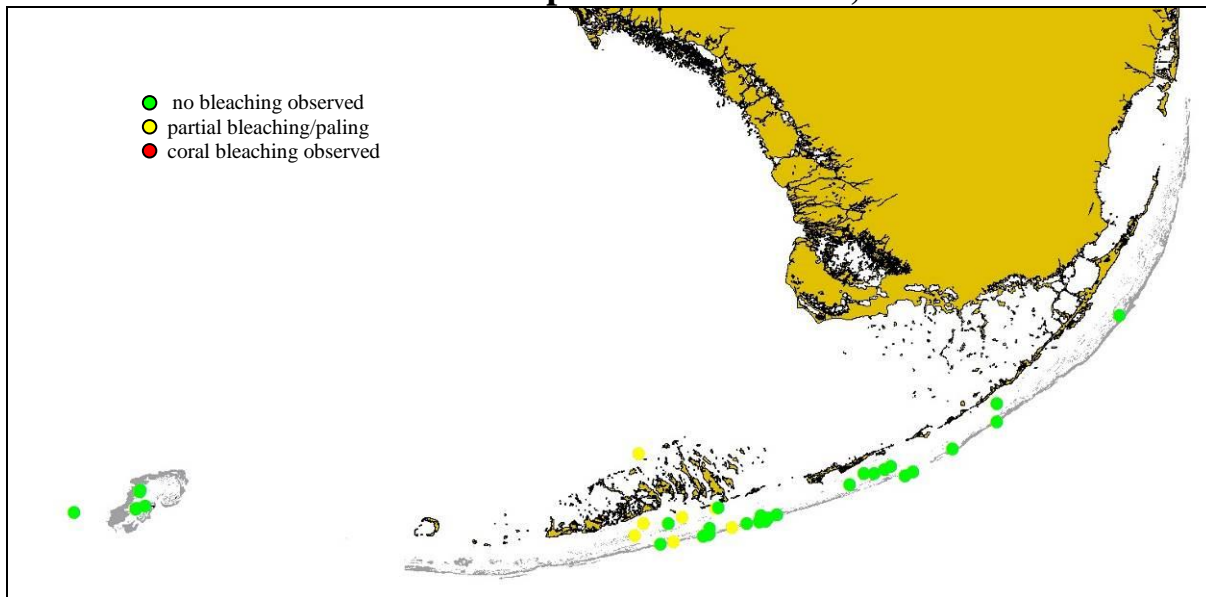 no bleaching observed
partial bleaching/paling
coral bleaching observed